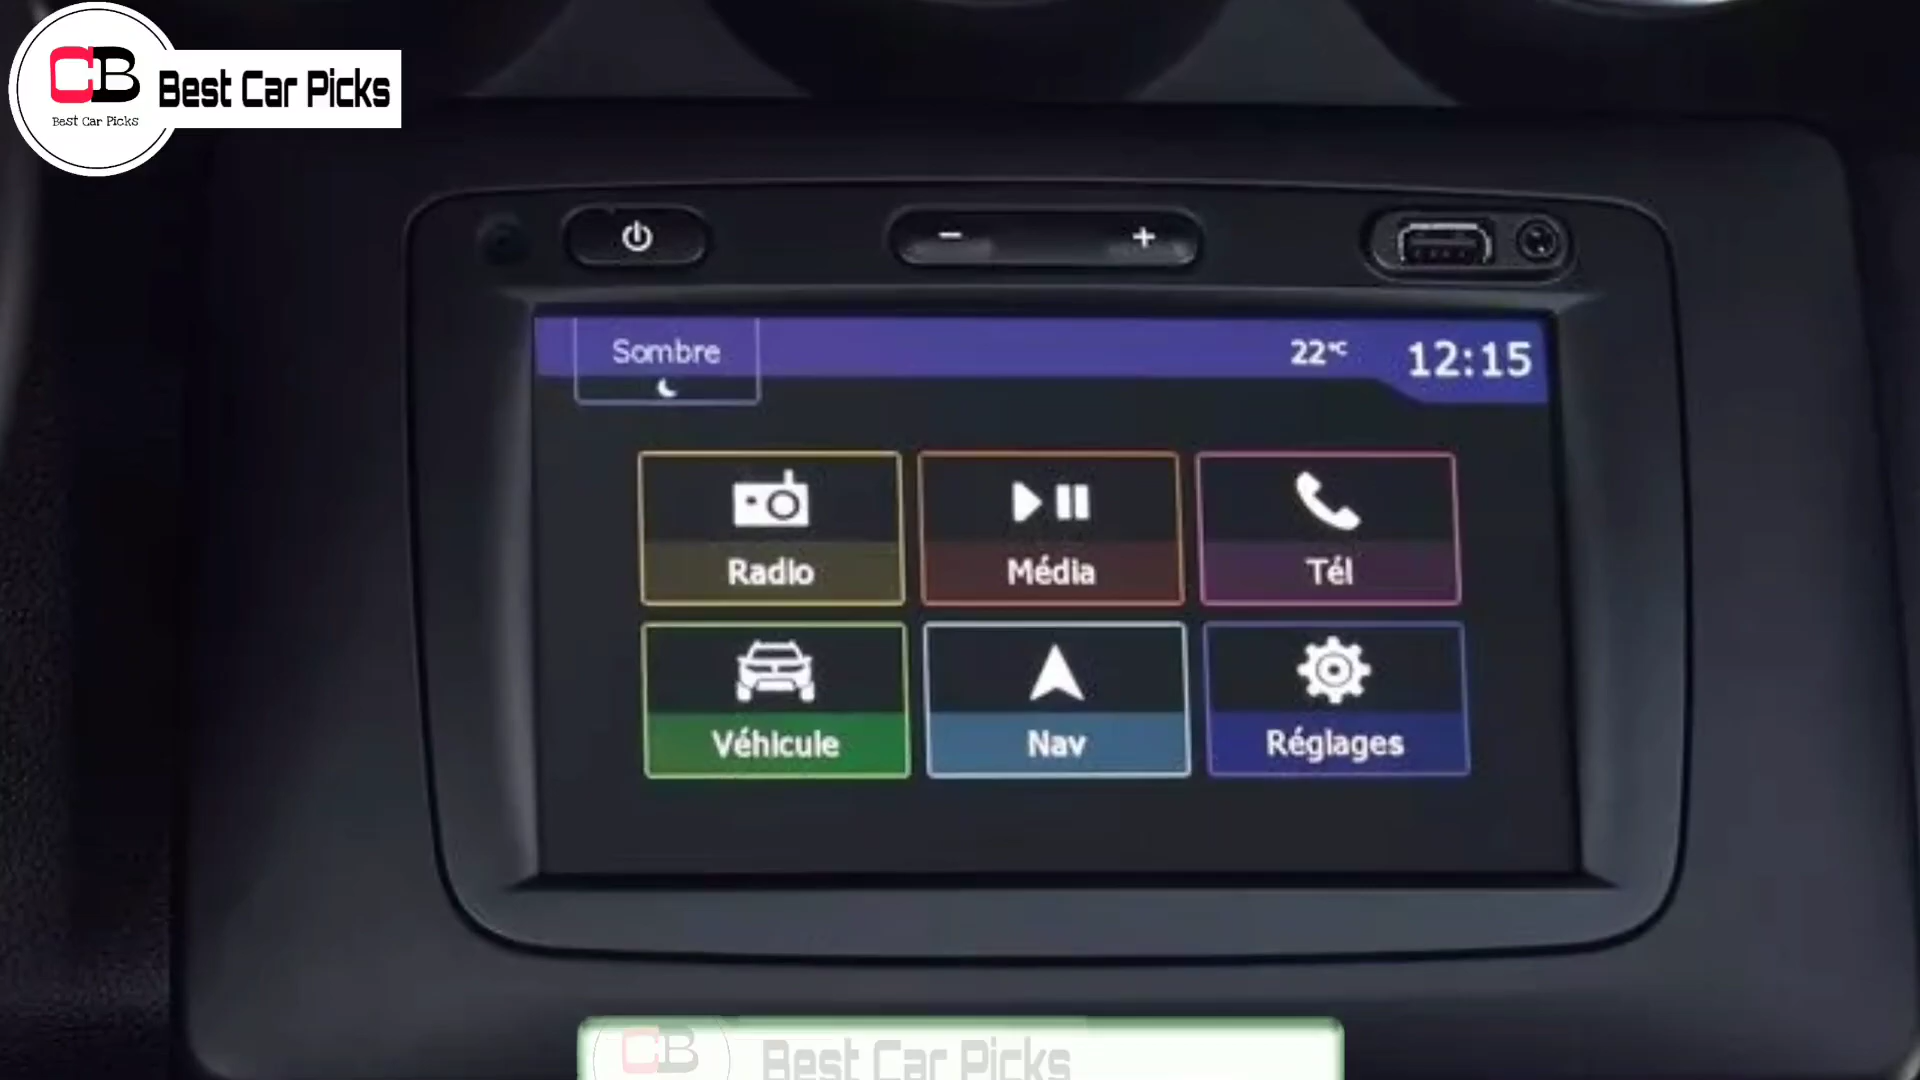 CB
Best Car Picks
Best Car Picks
Sombre
22°C
12:15
Radio
Média
Tél
Véhicule
Nav
Réglages
CB
Best Car Picks